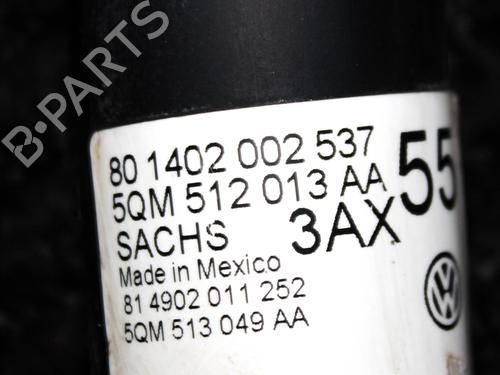 80 1402 002 537
5QM 512 013 AA
55
SACHS 3AX
Made in Mexico
81 4902 011 252
5QM 513 049 AA
B-PARTS